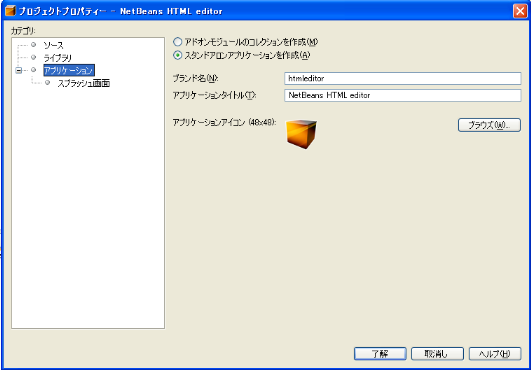 プロジェクトプロパティー - NetBeans HTML editor
カテゴリ:
ソース
ライブラリ
アプリケーション
スプラッシュ画面
アドオンモジュールのコレクションを作成(M)
スタンドアロンアプリケーションを作成(A)
ブランド名(N):
htmleditor
アプリケーションタイトル(T):
NetBeans HTML editor
アプリケーションアイコン (48x48):
ブラウズ(W)...
了解
取消し
ヘルプ(H)